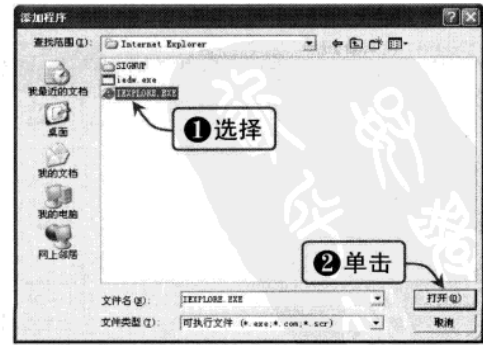 添加程序
查找范围(I): Internet Explorer
SIGNUP
iedw.exe
IEXPLORE.EXE
我最近的文档
桌面
我的文档
我的电脑
网上邻居
❶选择
❷单击
文件名(N): IEXPLORE.EXE 打开(O)
文件类型(T): 可执行文件 (*.exe;*.com;*.scr) 取消